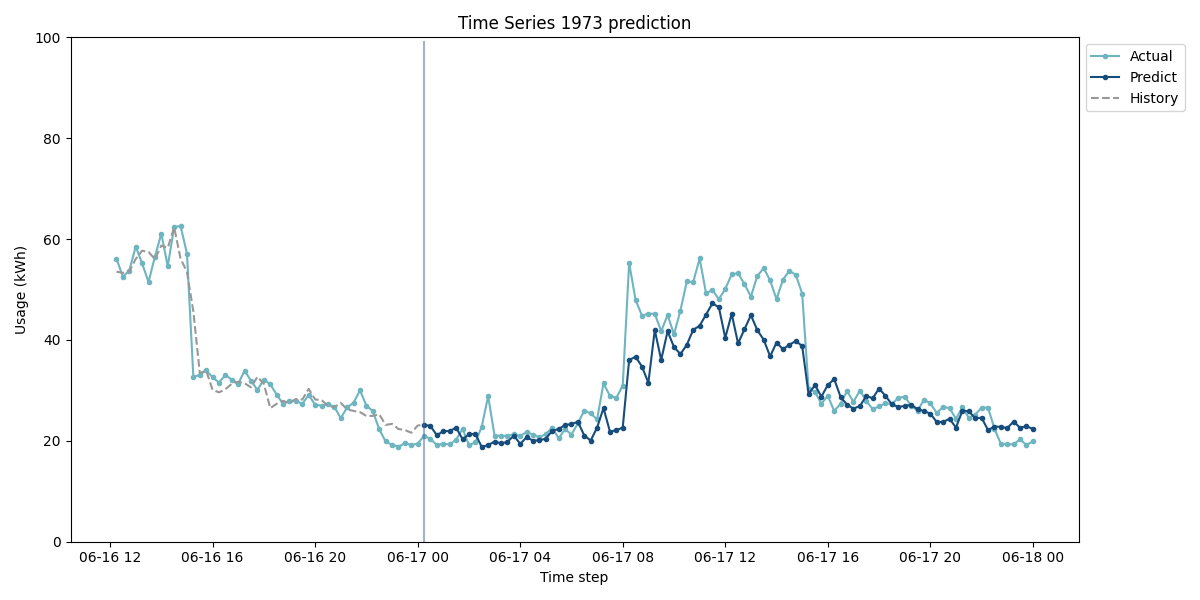 Time Series 1973 prediction
100
80
60
40
20
0
Usage (kWh)
06-16 12
06-16 16
06-16 20
06-17 00
06-17 04
06-17 08
06-17 12
06-17 16
06-17 20
06-18 00
Time step
Actual
Predict
History